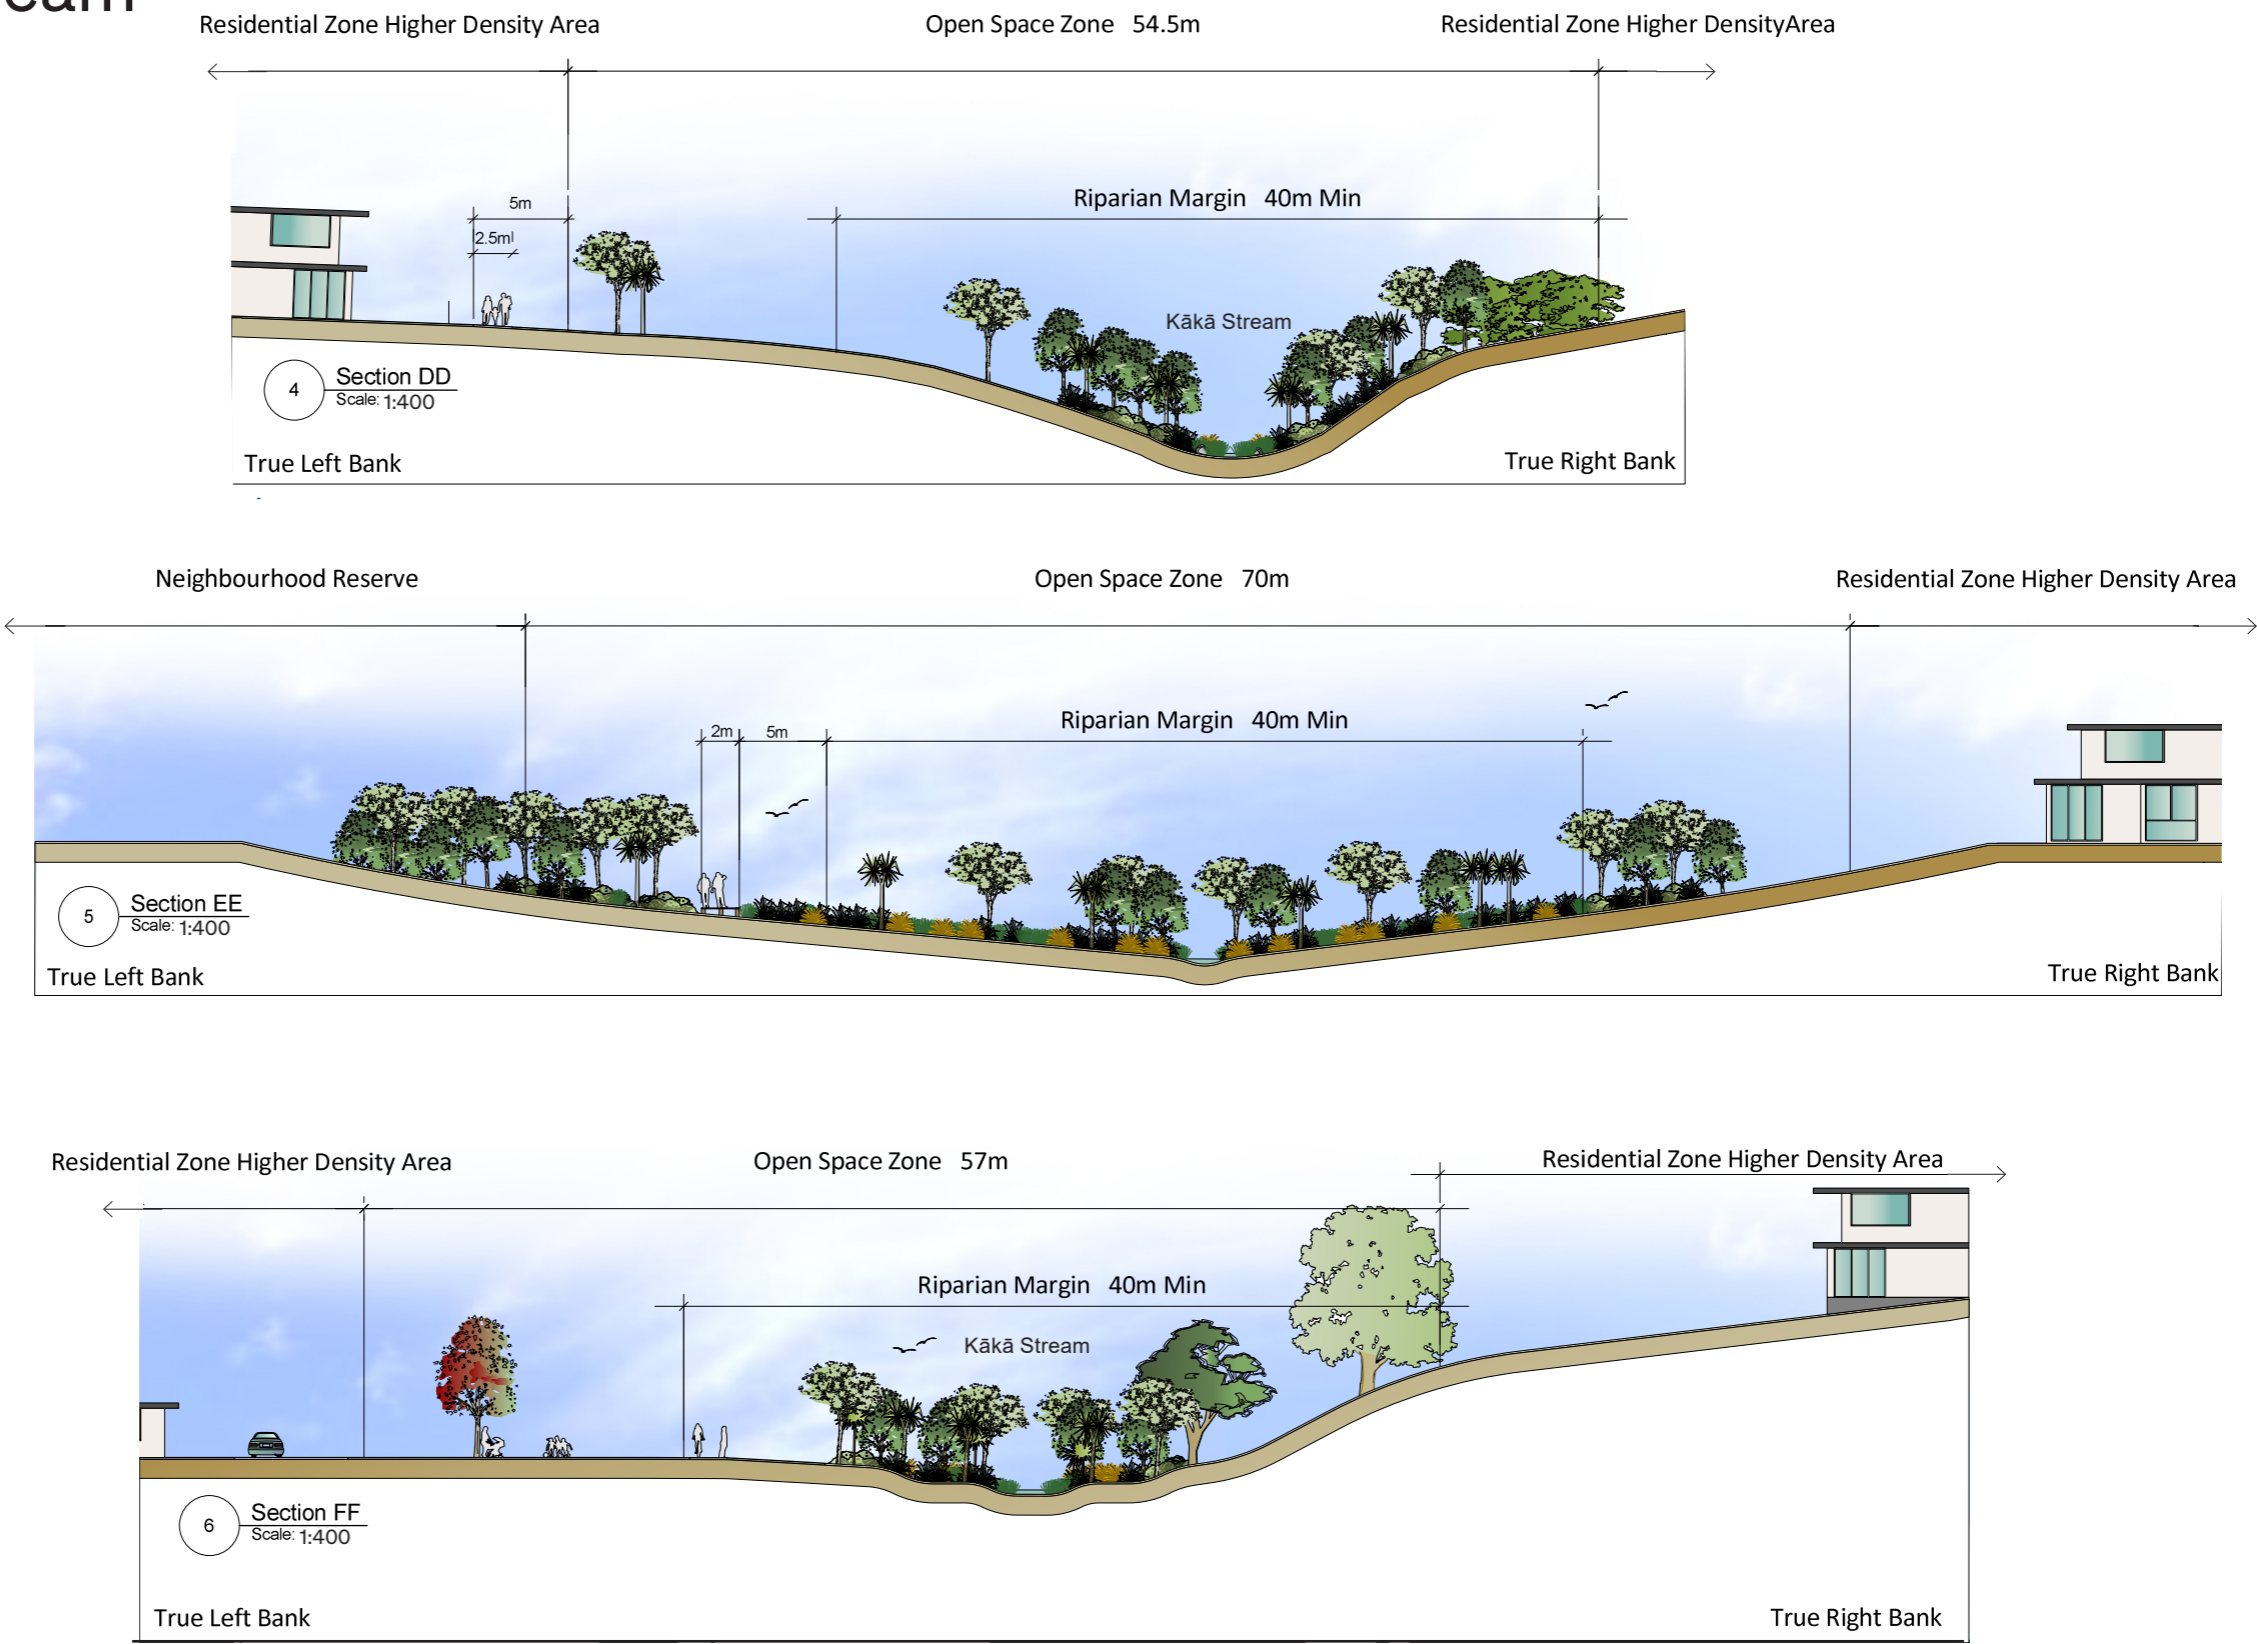 eam
Residential Zone Higher Density Area
Open Space Zone 54.5m
Residential Zone Higher DensityArea
5m
Riparian Margin 40m Min
2.5m
Kākā Stream
4
Section DD
Scale: 1:400
True Left Bank
True Right Bank
Neighbourhood Reserve
Open Space Zone 70m
Residential Zone Higher Density Area
2m
5m
Riparian Margin 40m Min
5
Section EE
Scale: 1:400
True Left Bank
True Right Bank
Residential Zone Higher Density Area
Open Space Zone 57m
Residential Zone Higher Density Area
Riparian Margin 40m Min
Kākā Stream
6
Section FF
Scale: 1:400
True Left Bank
True Right Bank